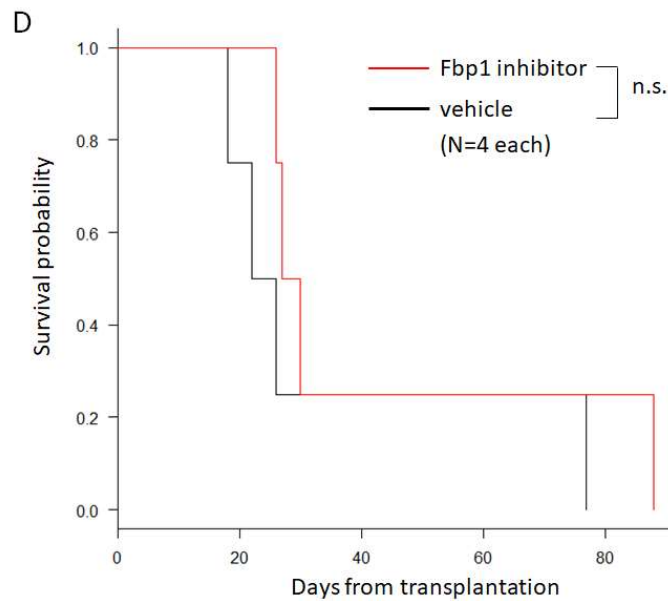 D
Fbp1 inhibitor
vehicle
(N=4 each)
n.s.
Survival probability
1.0
0.8
0.6
0.4
0.2
0.0
0 20 40 60 80
Days from transplantation